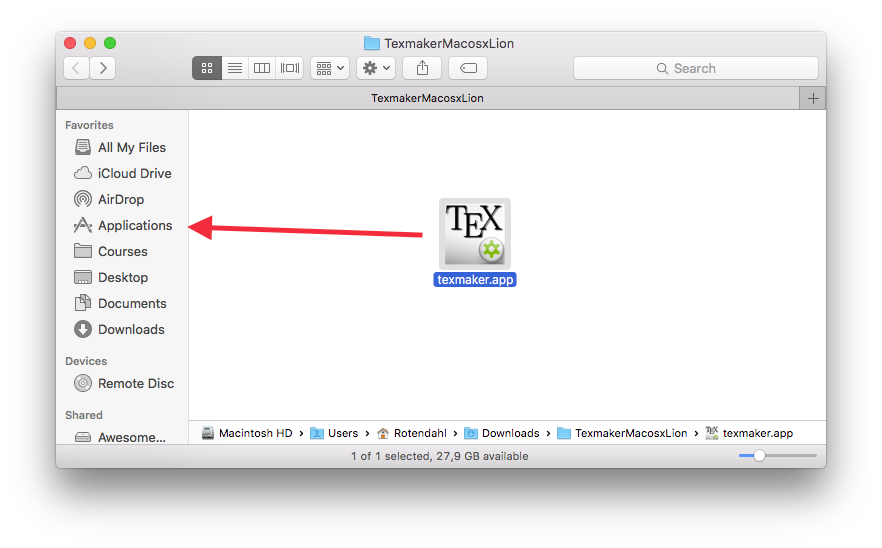 TexmakerMacosxLion
Search
TexmakerMacosxLion
Favorites
All My Files
iCloud Drive
AirDrop
Applications
Courses
Desktop
Documents
Downloads
Devices
Remote Disc
Shared
Awesome...
TEX
texmaker.app
Macintosh HD › Users › Rotendahl › Downloads › TexmakerMacosxLion › texmaker.app
1 of 1 selected, 27,9 GB available